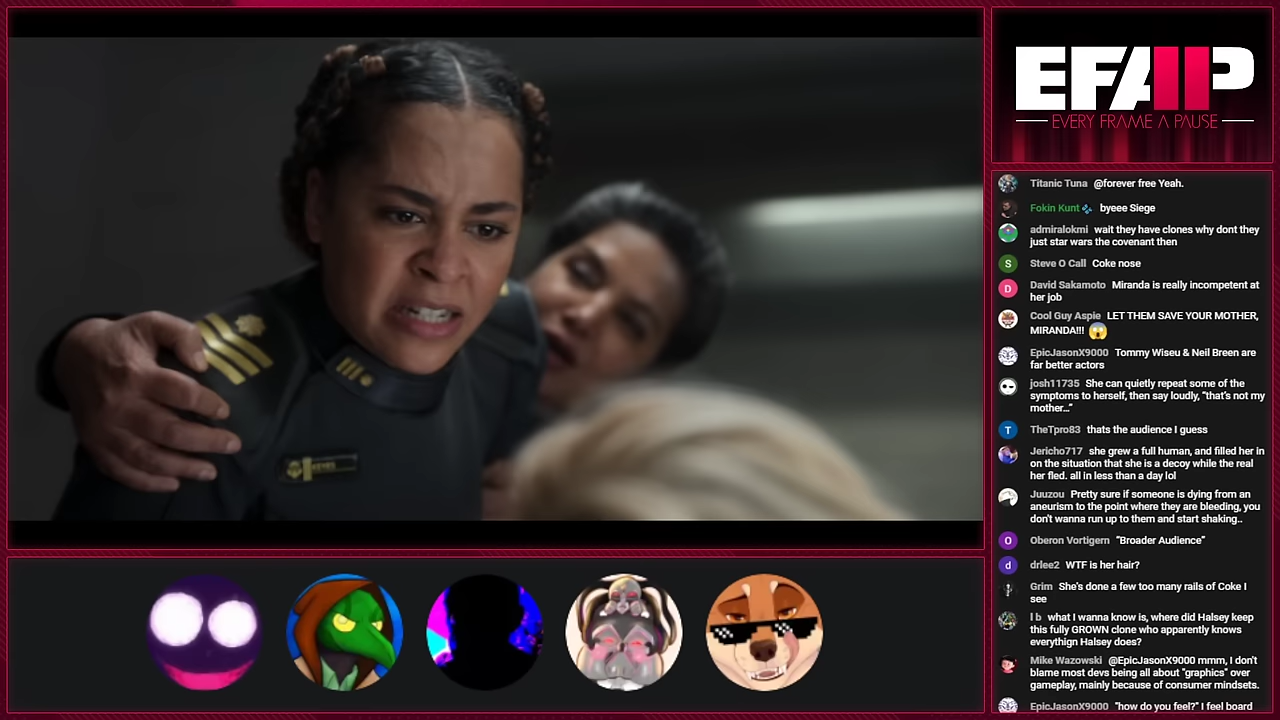 EFAP
EVERY FRAME A PAUSE
KEYES
Titanic Tuna @forever free Yeah.
Fokin Kunt byeee Siege
admiralokmi wait they have clones why dont they
just star wars the covenant then
S Steve O Call Coke nose
D David Sakamoto Miranda is really incompetent at
her job
Cool Guy Aspie LET THEM SAVE YOUR MOTHER,
MIRANDA!!! 😱
EpicJasonX9000 Tommy Wiseu & Neil Breen are
far better actors
josh11735 She can quietly repeat some of the
symptoms to herself, then say loudly, “that’s not my
mother…”
T TheTpro83 thats the audience I guess
Jericho717 she grew a full human, and filled her in
on the situation that she is a decoy while the real
her fled. all in less than a day lol
Juuzou Pretty sure if someone is dying from an
aneurism to the point where they are bleeding, you
don't wanna run up to them and start shaking..
O Oberon Vortigern “Broader Audience”
d drlee2 WTF is her hair?
Grim She's done a few too many rails of Coke I
see
l b what I wanna know is, where did Halsey keep
this fully GROWN clone who apparently knows
everythign Halsey does?
Mike Wazowski @EpicJasonX9000 mmm, I don't
blame most devs being all about "graphics" over
gameplay, mainly because of consumer mindsets.
EpicJasonX9000 "how do you feel?" I feel board